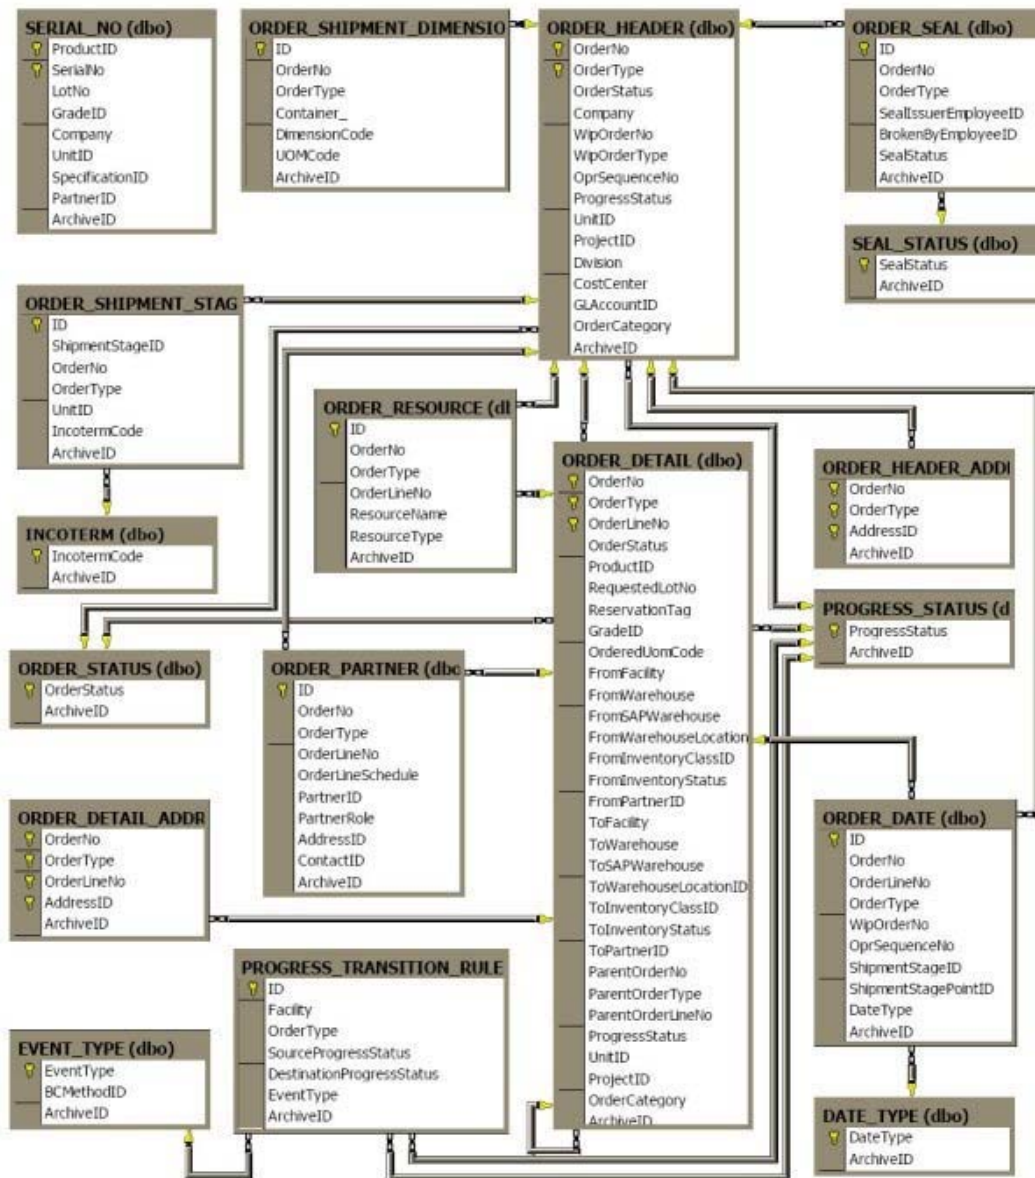 SERIAL_NO (dbo)
ProductID
SerialNo
LotNo
GradeID
Company
UnitID
SpecificationID
PartnerID
ArchiveID
ORDER_SHIPMENT_DIMENSIO
ID
OrderNo
OrderType
Container_
DimensionCode
UOMCode
ArchiveID
ORDER_HEADER (dbo)
OrderNo
OrderType
OrderStatus
Company
WipOrderNo
WipOrderType
OprSequenceNo
ProgressStatus
UnitID
ProjectID
Division
CostCenter
GLAccountID
OrderCategory
ArchiveID
ORDER_SEAL (dbo)
ID
OrderNo
OrderType
SealIssuerEmployeeID
BrokenByEmployeeID
SealStatus
ArchiveID
SEAL_STATUS (dbo)
SealStatus
ArchiveID
ORDER_SHIPMENT_STAG
ID
ShipmentStageID
OrderNo
OrderType
UnitID
IncotermCode
ArchiveID
ORDER_RESOURCE (dl
ID
OrderNo
OrderType
OrderLineNo
ResourceName
ResourceType
ArchiveID
ORDER_DETAIL (dbo)
OrderNo
OrderType
OrderLineNo
OrderStatus
ProductID
RequestedLotNo
ReservationTag
GradeID
OrderedUomCode
FromFacility
FromWarehouse
FromSAPWarehouse
FromWarehouseLocation
FromInventoryClassID
FromInventoryStatus
FromPartnerID
ToFacility
ToWarehouse
ToSAPWarehouse
ToWarehouseLocationID
ToInventoryClassID
ToInventoryStatus
ToPartnerID
ParentOrderNo
ParentOrderType
ParentOrderLineNo
ProgressStatus
UnitID
ProjectID
OrderCategory
ArchiveID
ORDER_HEADER_ADDI
OrderNo
OrderType
AddressID
ArchiveID
INCOTERM (dbo)
IncotermCode
ArchiveID
PROGRESS_STATUS (d
ProgressStatus
ArchiveID
ORDER_STATUS (dbo)
OrderStatus
ArchiveID
ORDER_PARTNER (dbo
ID
OrderNo
OrderType
OrderLineNo
OrderLineSchedule
PartnerID
PartnerRole
AddressID
ContactID
ArchiveID
ORDER_DETAIL_ADDR
OrderNo
OrderType
OrderLineNo
AddressID
ArchiveID
ORDER_DATE (dbo)
ID
OrderNo
OrderLineNo
OrderType
WipOrderNo
OprSequenceNo
ShipmentStageID
ShipmentStagePointID
DateType
ArchiveID
PROGRESS_TRANSITION_RULE
ID
Facility
OrderType
SourceProgressStatus
DestinationProgressStatus
EventType
ArchiveID
EVENT_TYPE (dbo)
EventType
BCMethodID
ArchiveID
DATE_TYPE (dbo)
DateType
ArchiveID